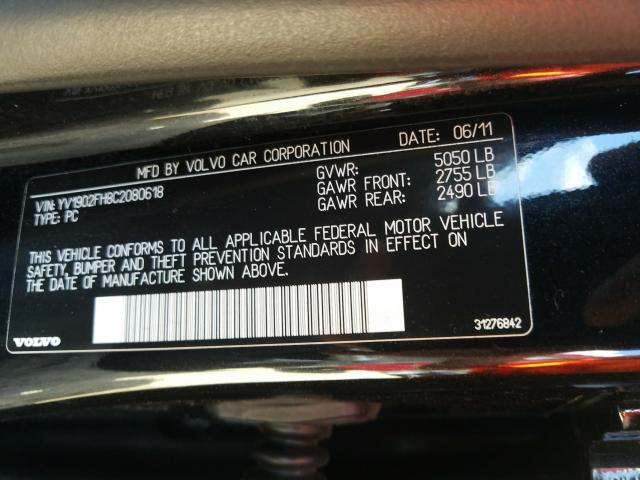 MFD BY VOLVO CAR CORPORATION DATE: 06/11
VIN: YV1902FH8C2080618 GVWR: 5050 LB
TYPE: PC GAWR FRONT: 2755 LB
GAWR REAR: 2490 LB
THIS VEHICLE CONFORMS TO ALL APPLICABLE FEDERAL MOTOR VEHICLE
SAFETY, BUMPER AND THEFT PREVENTION STANDARDS IN EFFECT ON
THE DATE OF MANUFACTURE SHOWN ABOVE.
VOLVO 31276842